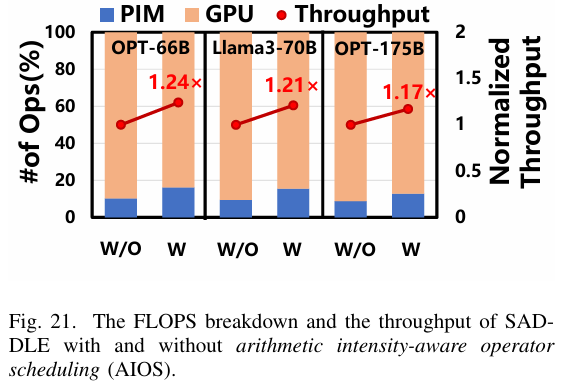 PIM GPU Throughput
#of Ops(%)
100
80
60
40
20
0
OPT-66B Llama3-70B OPT-175B
1.24× 1.21× 1.17×
2
1.5
1
0.5
0
Normalized
Throughput
W/O W W/O W W/O W
Fig. 21. The FLOPS breakdown and the throughput of SAD-
DLE with and without arithmetic intensity-aware operator
scheduling (AIOS).